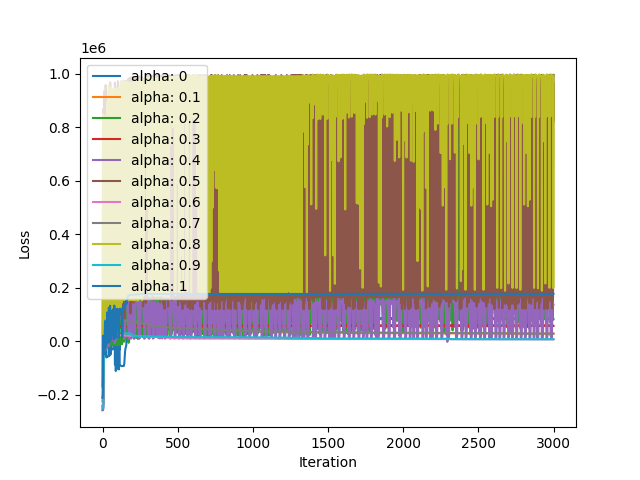 1e6
1.0
0.8
0.6
0.4
0.2
0.0
−0.2
Loss
alpha: 0
alpha: 0.1
alpha: 0.2
alpha: 0.3
alpha: 0.4
alpha: 0.5
alpha: 0.6
alpha: 0.7
alpha: 0.8
alpha: 0.9
alpha: 1
0 500 1000 1500 2000 2500 3000
Iteration